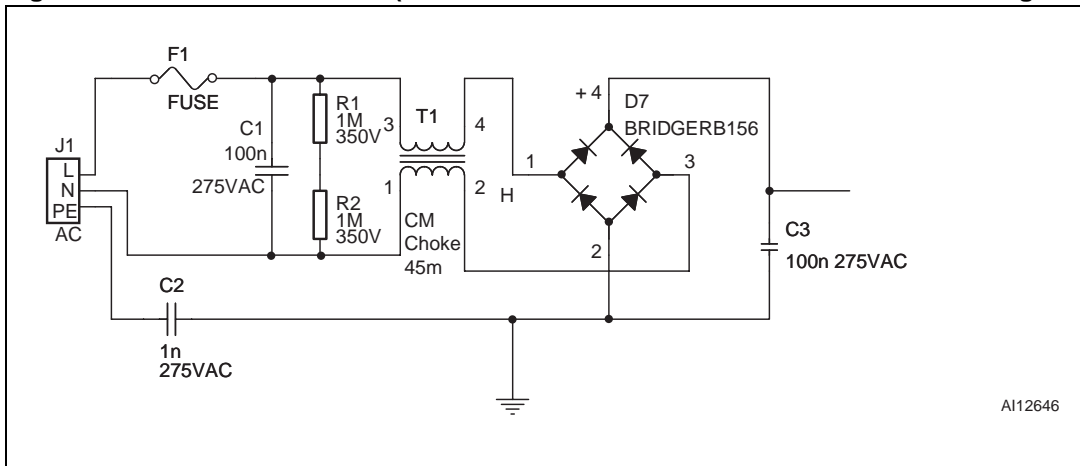 F1
FUSE
J1
L
N
PE
AC
C1
100n
275VAC
R1
1M
350V
R2
1M
350V
T1
3
4
1
2
H
CM
Choke
45m
+4
D7
BRIDGERB156
1
3
2
C3
100n 275VAC
C2
1n
275VAC
AI12646